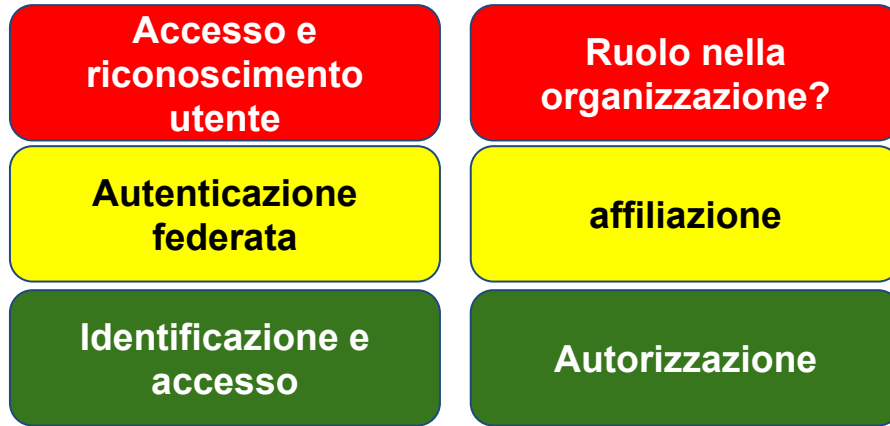 Accesso e
riconoscimento
utente
Ruolo nella
organizzazione?
Autenticazione
federata
affiliazione
Identificazione e
accesso
Autorizzazione